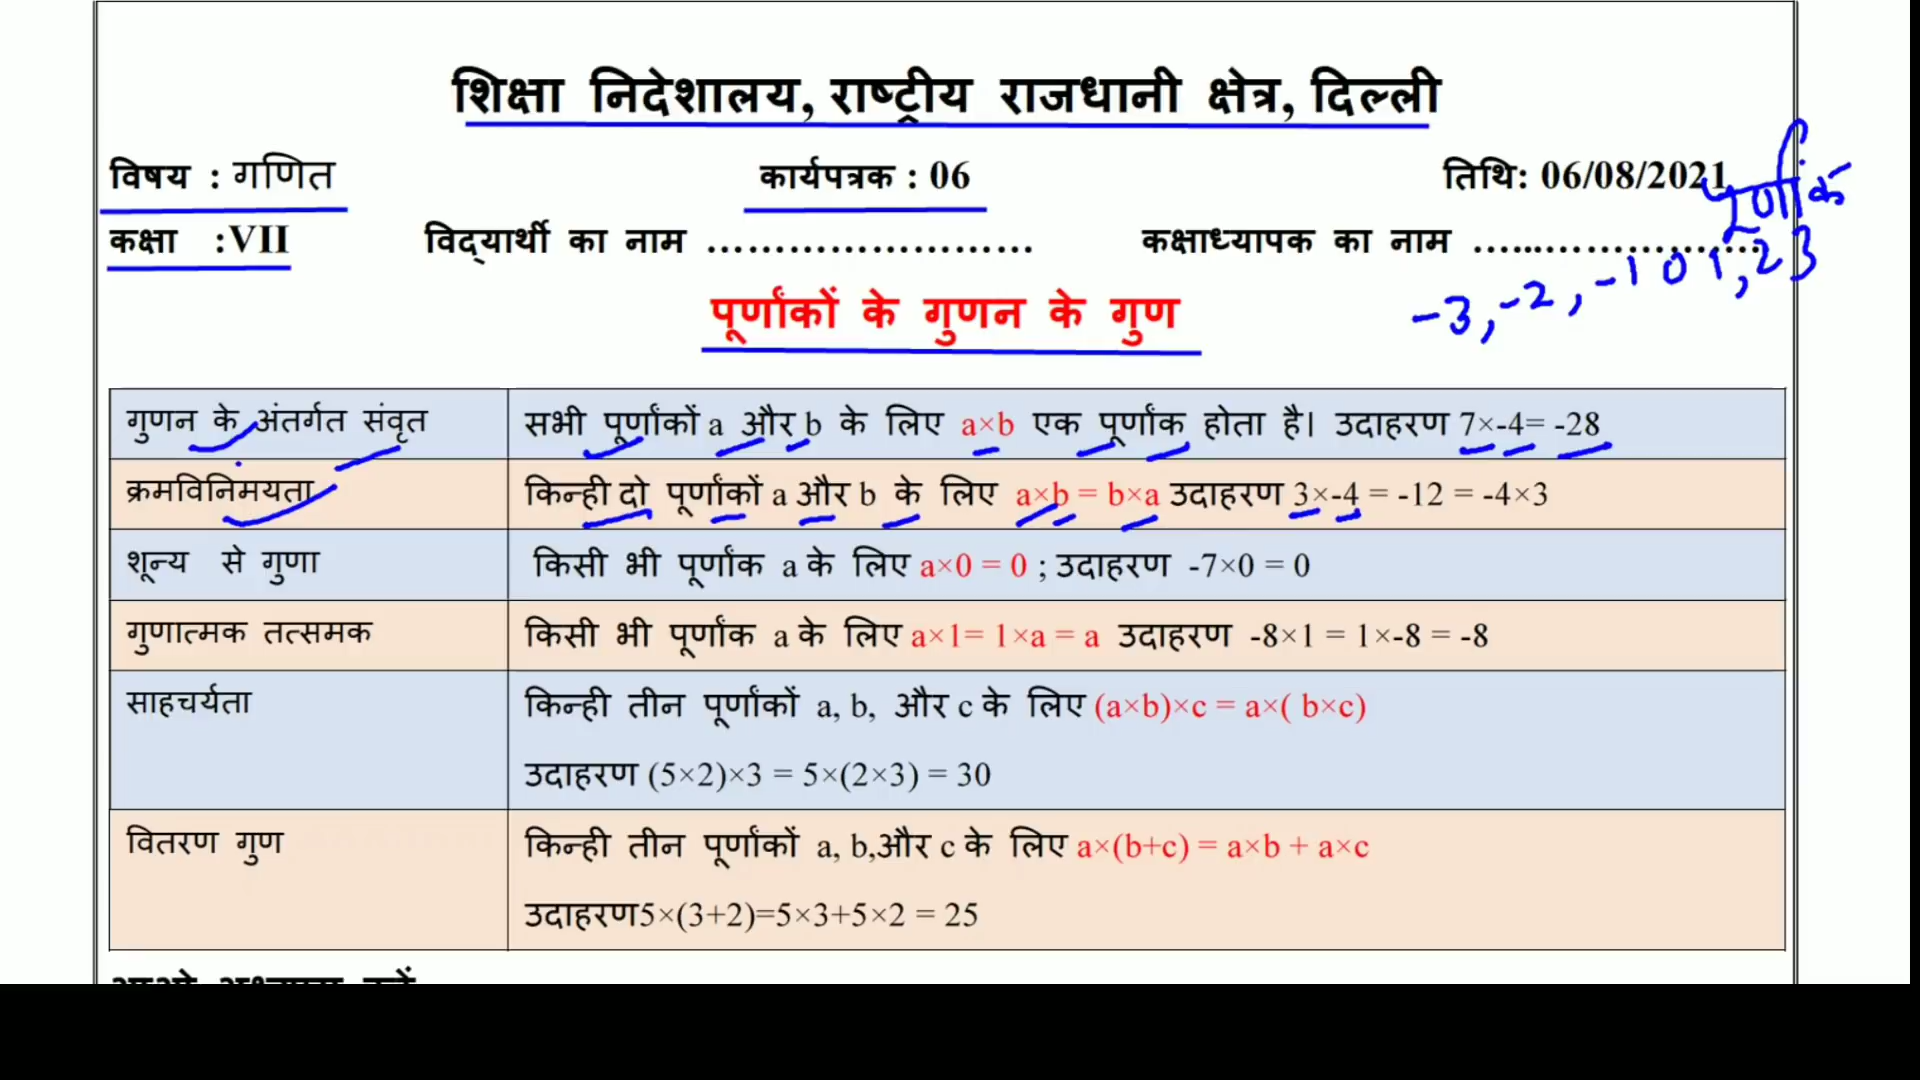 शिक्षा निदेशालय, राष्ट्रीय राजधानी क्षेत्र, दिल्ली
विषय : गणित कार्यपत्रक : 06 तिथि: 06/08/2021
पूर्णांक
कक्षा :VII विद्यार्थी का नाम ........................ कक्षाध्यापक का नाम .....................
-3, -2, -1 0 1, 2 3
पूर्णांकों के गुणन के गुण
गुणन के अंतर्गत संवृत सभी पूर्णांकों a और b के लिए a×b एक पूर्णांक होता है। उदाहरण 7×-4= -28
क्रमविनिमयता किन्ही दो पूर्णांकों a और b के लिए a×b = b×a उदाहरण 3×-4 = -12 = -4×3
शून्य से गुणा किसी भी पूर्णांक a के लिए a×0 = 0 ; उदाहरण -7×0 = 0
गुणात्मक तत्समक किसी भी पूर्णांक a के लिए a×1= 1×a = a उदाहरण -8×1 = 1×-8 = -8
साहचर्यता किन्ही तीन पूर्णांकों a, b, और c के लिए (a×b)×c = a×( b×c)
उदाहरण (5×2)×3 = 5×(2×3) = 30
वितरण गुण किन्ही तीन पूर्णांकों a, b,और c के लिए a×(b+c) = a×b + a×c
उदाहरण5×(3+2)=5×3+5×2 = 25